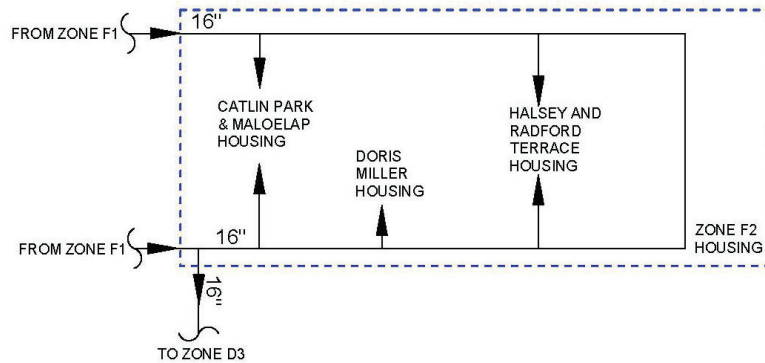 16"
FROM ZONE F1
CATLIN PARK
& MALOELAP
HOUSING
HALSEY AND
RADFORD
TERRACE
HOUSING
DORIS
MILLER
HOUSING
FROM ZONE F1
16"
ZONE F2
HOUSING
16"
TO ZONE D3